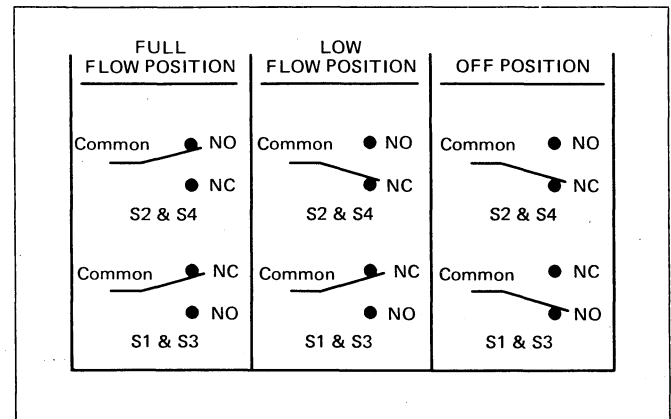 FULL
FLOW POSITION
LOW
FLOW POSITION
OFF POSITION
Common NO
NC
S2 & S4
Common NO
NC
S2 & S4
Common NO
NC
S2 & S4
Common NC
NO
S1 & S3
Common NC
NO
S1 & S3
Common NC
NO
S1 & S3